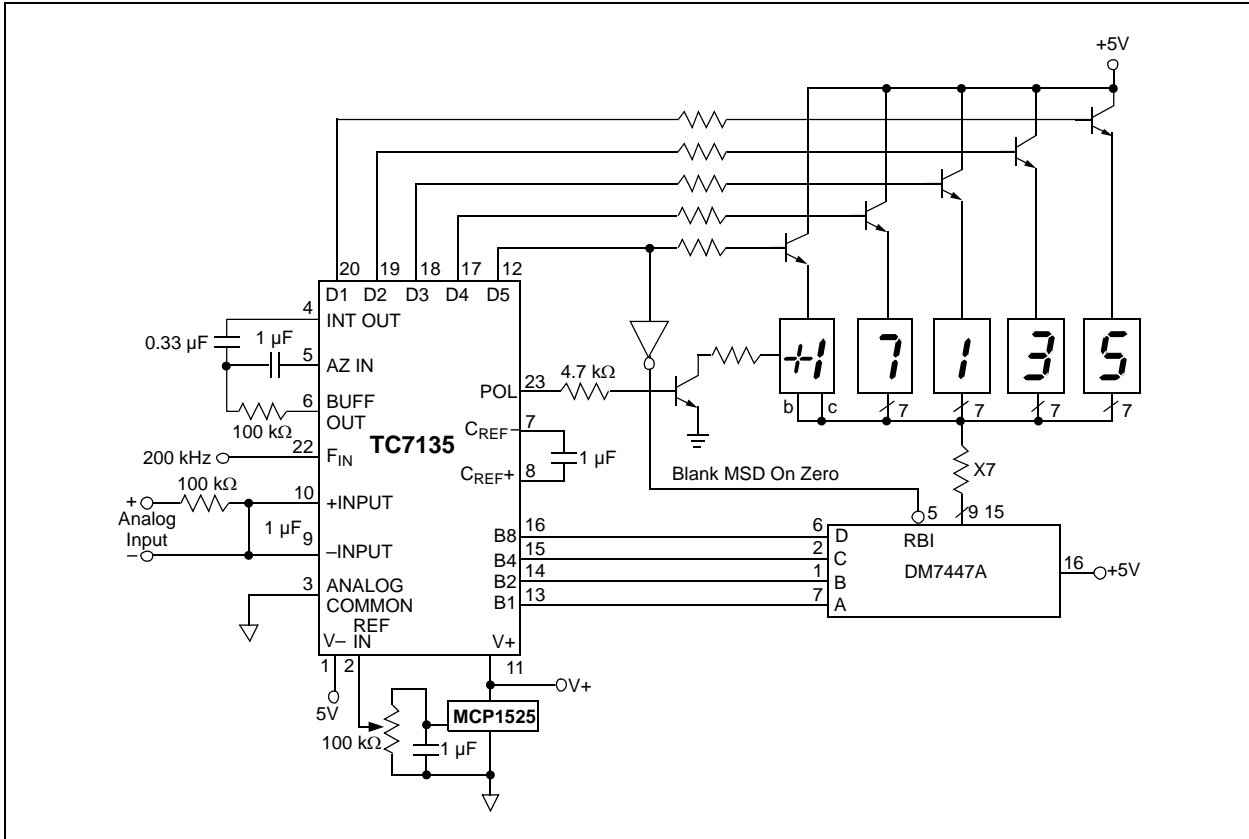 +5V
20 19 18 17 12
D1 D2 D3 D4 D5
4
INT OUT
0.33 µF
1 µF
5
AZ IN
6
BUFF
OUT
100 kΩ
22
200 kHz
FIN
100 kΩ
10
+
+INPUT
Analog
Input
1 µF
9
–
–INPUT
3
ANALOG
COMMON
REF
IN
V–
V+
1 2 11
5V
100 kΩ
1 µF
MCP1525
V+
TC7135
POL
23
4.7 kΩ
7
CREF–
1 µF
8
CREF+
+1 7 1 3 5
b c 7 7 7 7
X7
Blank MSD On Zero
5 9 15
RBI
DM7447A
16
+5V
B8 16 6 D
B4 15 2 C
B2 14 1 B
B1 13 7 A